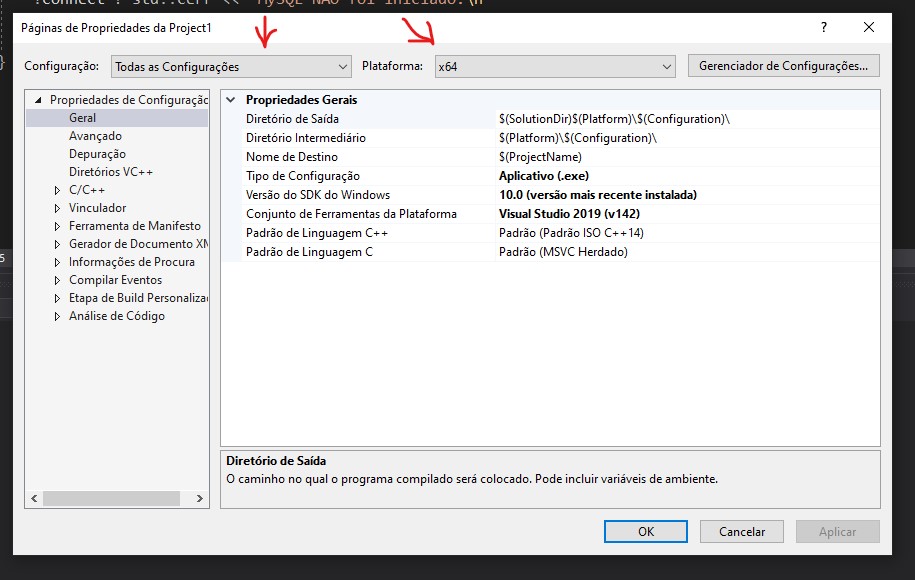 !connect ? std::cerr << "MySQL NÃO foi iniciado.\n"
}
Páginas de Propriedades da Project1
?
Configuração: Todas as Configurações Plataforma: x64 Gerenciador de Configurações...
Propriedades de Configuração
Geral
Avançado
Depuração
Diretórios VC++
C/C++
Vinculador
Ferramenta de Manifesto
Gerador de Documento XM
Informações de Procura
Compilar Eventos
Etapa de Build Personaliza
Análise de Código
Propriedades Gerais
Diretório de Saída $(SolutionDir)$(Platform)\$(Configuration)\
Diretório Intermediário $(Platform)\$(Configuration)\
Nome de Destino $(ProjectName)
Tipo de Configuração Aplicativo (.exe)
Versão do SDK do Windows 10.0 (versão mais recente instalada)
Conjunto de Ferramentas da Plataforma Visual Studio 2019 (v142)
Padrão de Linguagem C++ Padrão (Padrão ISO C++14)
Padrão de Linguagem C Padrão (MSVC Herdado)
5
Diretório de Saída
O caminho no qual o programa compilado será colocado. Pode incluir variáveis de ambiente.
OK Cancelar Aplicar